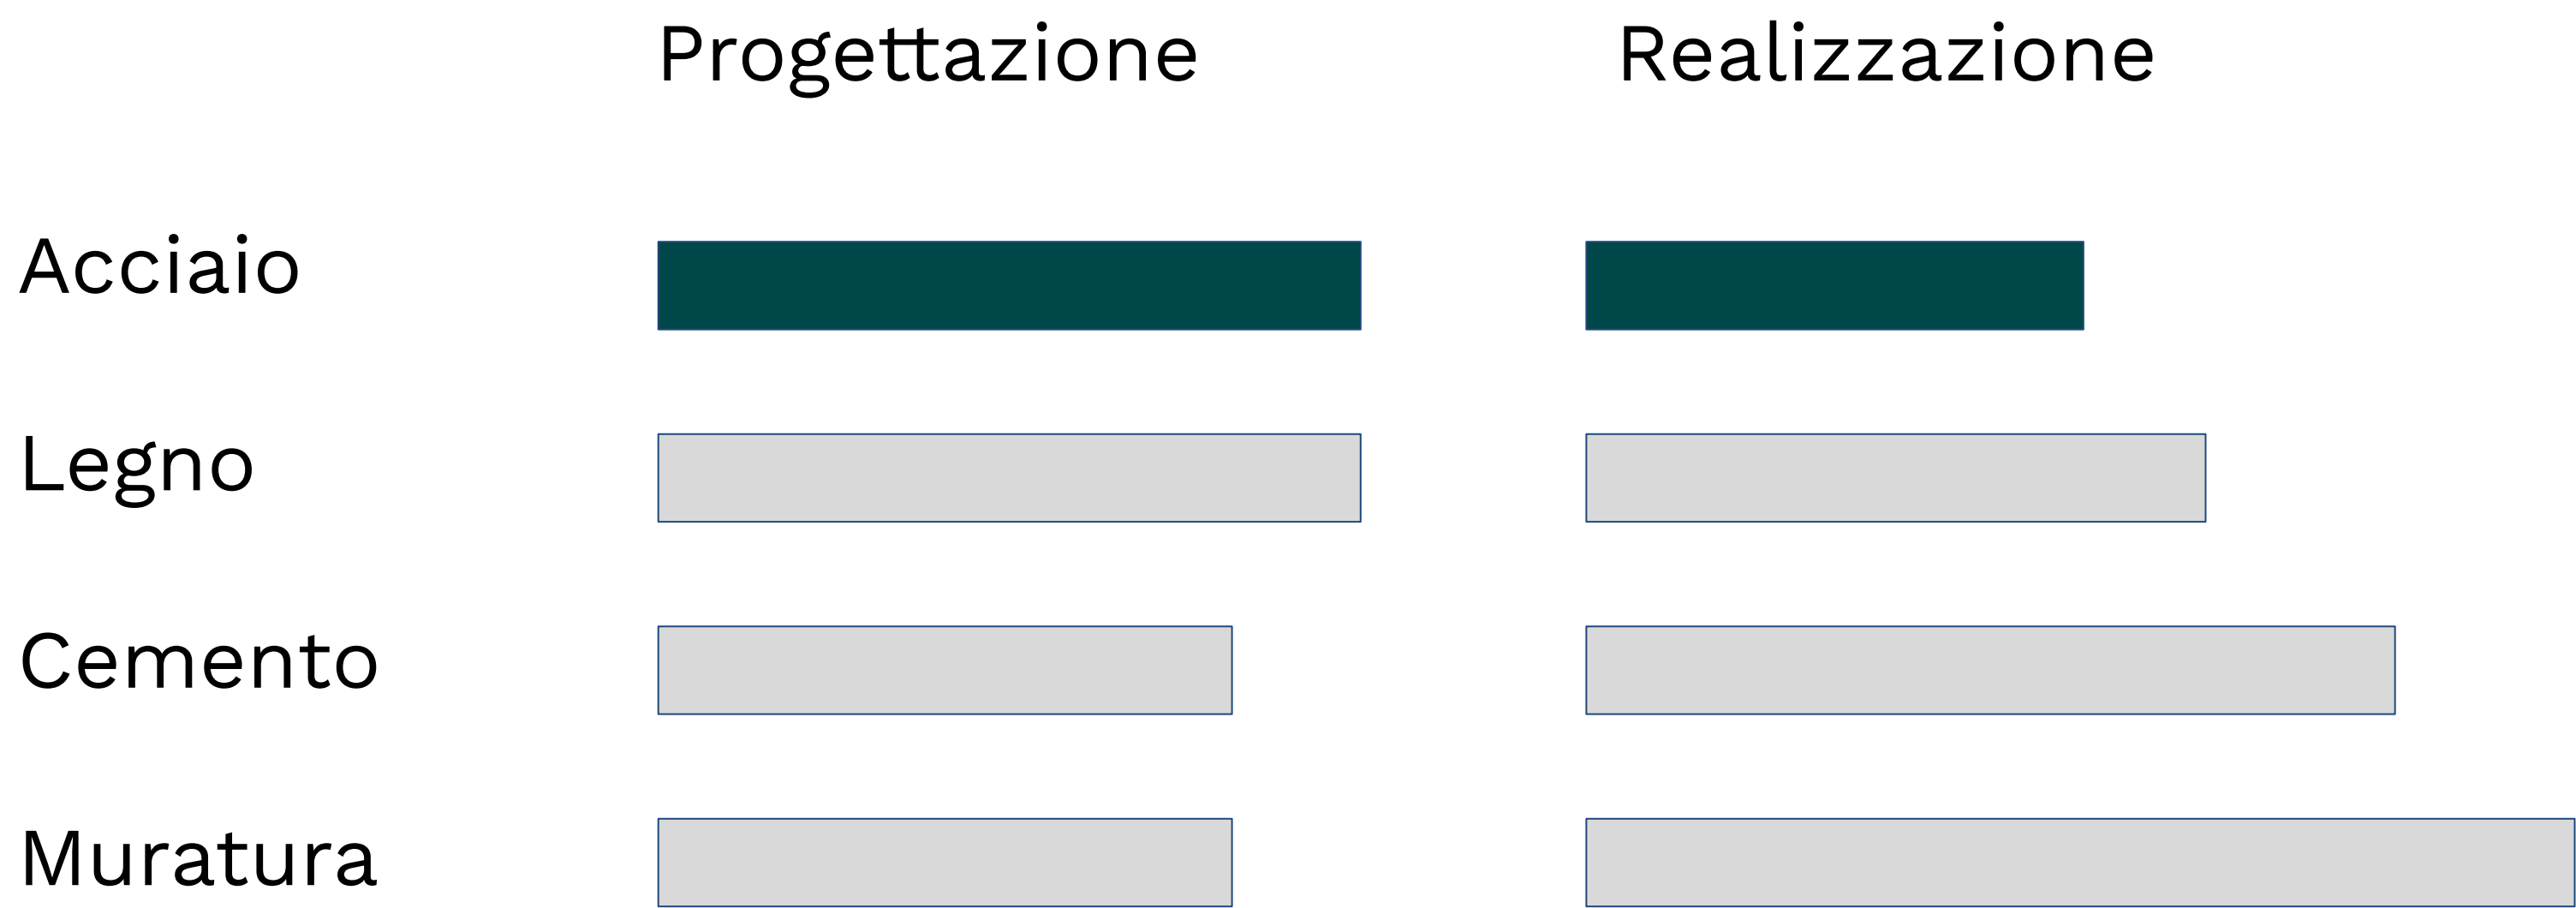 Progettazione Realizzazione
Acciaio
Legno
Cemento
Muratura